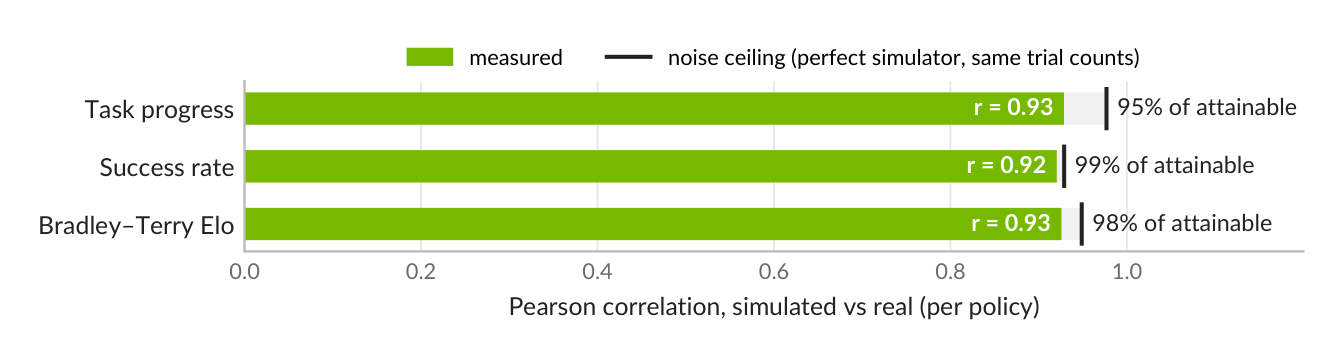 measured
noise ceiling (perfect simulator, same trial counts)
Task progress
r = 0.93
95% of attainable
Success rate
r = 0.92
99% of attainable
Bradley–Terry Elo
r = 0.93
98% of attainable
0.0 0.2 0.4 0.6 0.8 1.0
Pearson correlation, simulated vs real (per policy)